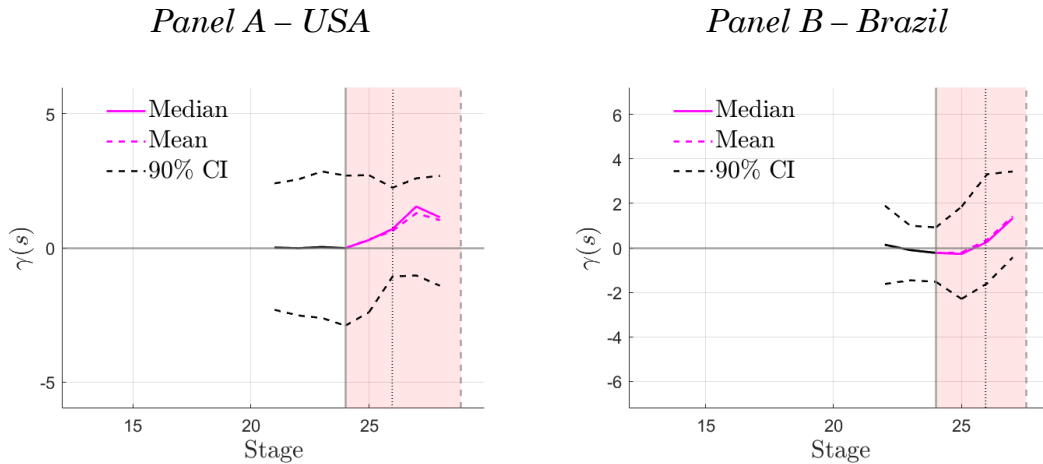 Panel A – USA
Median
Mean
90% CI
5
0
-5
γ(s)
15
20
25
Stage
Panel B – Brazil
Median
Mean
90% CI
6
4
2
0
-2
-4
-6
γ(s)
15
20
25
Stage